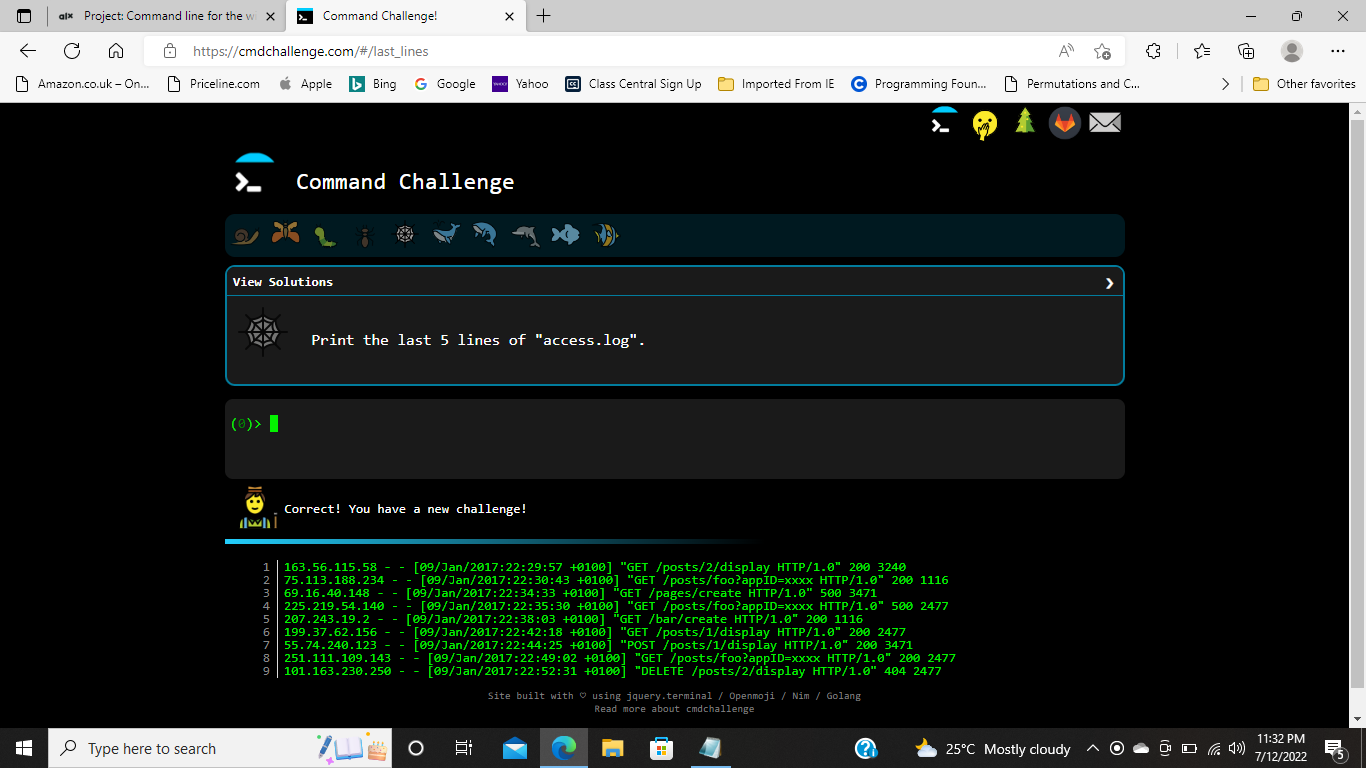 alx Project: Command line for the w
Command Challenge!
https://cmdchallenge.com/#/last_lines
Amazon.co.uk – On... Priceline.com Apple Bing Google Yahoo Class Central Sign Up Imported From IE Programming Foun... Permutations and C... Other favorites
Command Challenge
View Solutions
Print the last 5 lines of "access.log".
(0)>
Correct! You have a new challenge!
1 163.56.115.58 - - [09/Jan/2017:22:29:57 +0100] "GET /posts/2/display HTTP/1.0" 200 3240
2 75.113.188.234 - - [09/Jan/2017:22:30:43 +0100] "GET /posts/foo?appID=xxxx HTTP/1.0" 200 1116
3 69.16.40.148 - - [09/Jan/2017:22:34:33 +0100] "GET /pages/create HTTP/1.0" 500 3471
4 225.219.54.140 - - [09/Jan/2017:22:35:30 +0100] "GET /posts/foo?appID=xxxx HTTP/1.0" 500 2477
5 207.243.19.2 - - [09/Jan/2017:22:38:03 +0100] "GET /bar/create HTTP/1.0" 200 1116
6 199.37.62.156 - - [09/Jan/2017:22:42:18 +0100] "GET /posts/1/display HTTP/1.0" 200 2477
7 55.74.240.123 - - [09/Jan/2017:22:44:25 +0100] "POST /posts/1/display HTTP/1.0" 200 3471
8 251.111.109.143 - - [09/Jan/2017:22:49:02 +0100] "GET /posts/foo?appID=xxxx HTTP/1.0" 200 2477
9 101.163.230.250 - - [09/Jan/2017:22:52:31 +0100] "DELETE /posts/2/display HTTP/1.0" 404 2477
Site built with ♡ using jquery.terminal / Openmoji / Nim / Golang
Read more about cmdchallenge
Type here to search
25°C Mostly cloudy
11:32 PM
7/12/2022
5